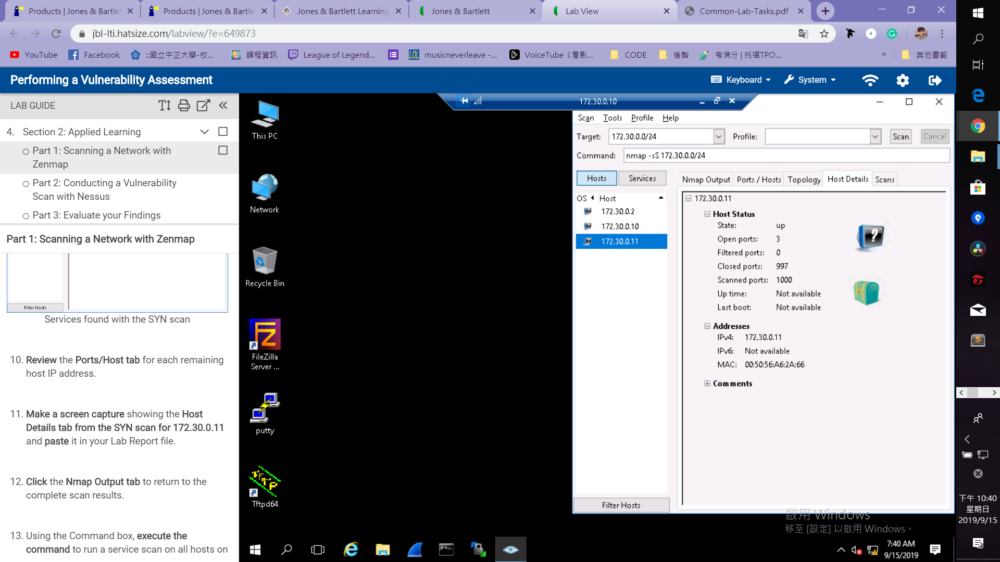 Products | Jones & Bartlet
Products | Jones & Bartlet
Jones & Bartlett Learning
Jones & Bartlett
Lab View
Common-Lab-Tasks.pdf
jbl-lti.hatsize.com/labview/?e=649873
YouTube
Facebook
::國立中正大學-校...
課程資訊
League of Legend...
musicneverleave -...
VoiceTube《看影...
CODE
後製
考满分 | 托福TPO...
»
其他書籤
Performing a Vulnerability Assessment
Keyboard
System
LAB GUIDE
4. Section 2: Applied Learning
Part 1: Scanning a Network with
Zenmap
Part 2: Conducting a Vulnerability
Scan with Nessus
Part 3: Evaluate your Findings
Part 1: Scanning a Network with Zenmap
Filter Hosts
Services found with the SYN scan
10. Review the Ports/Host tab for each remaining
host IP address.
11. Make a screen capture showing the Host
Details tab from the SYN scan for 172.30.0.11
and paste it in your Lab Report file.
12. Click the Nmap Output tab to return to the
complete scan results.
13. Using the Command box, execute the
command to run a service scan on all hosts on
This PC
Network
Recycle Bin
FileZilla
Server ...
putty
Tftpd64
172.30.0.10
Scan Tools Profile Help
Target: 172.30.0.0/24 Profile: Scan Cancel
Command: nmap -sS 172.30.0.0/24
Hosts Services
Nmap Output Ports / Hosts Topology Host Details Scans
OS Host
172.30.0.2
172.30.0.10
172.30.0.11
Filter Hosts
172.30.0.11
Host Status
State: up
Open ports: 3
Filtered ports: 0
Closed ports: 997
Scanned ports: 1000
Up time: Not available
Last boot: Not available
Addresses
IPv4: 172.30.0.11
IPv6: Not available
MAC: 00:50:56:A6:2A:66
Comments
啟用 Windows
移至 [設定] 以啟用 Windows。
7:40 AM
9/15/2019
下午 10:40
星期日
2019/9/15